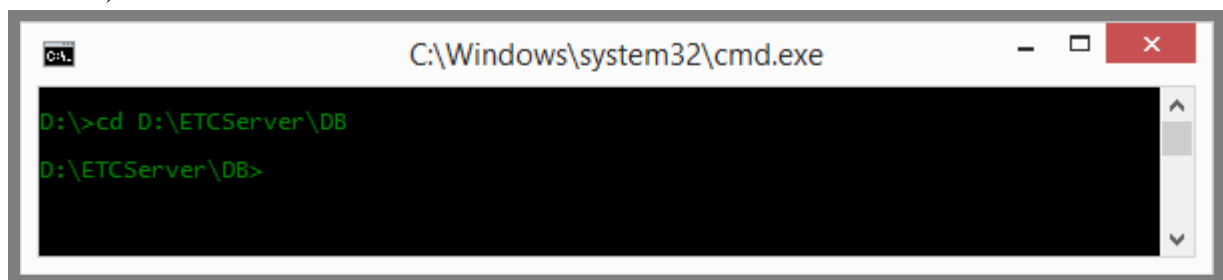 C:\Windows\system32\cmd.exe
D:\>cd D:\ETCServer\DB
D:\ETCServer\DB>